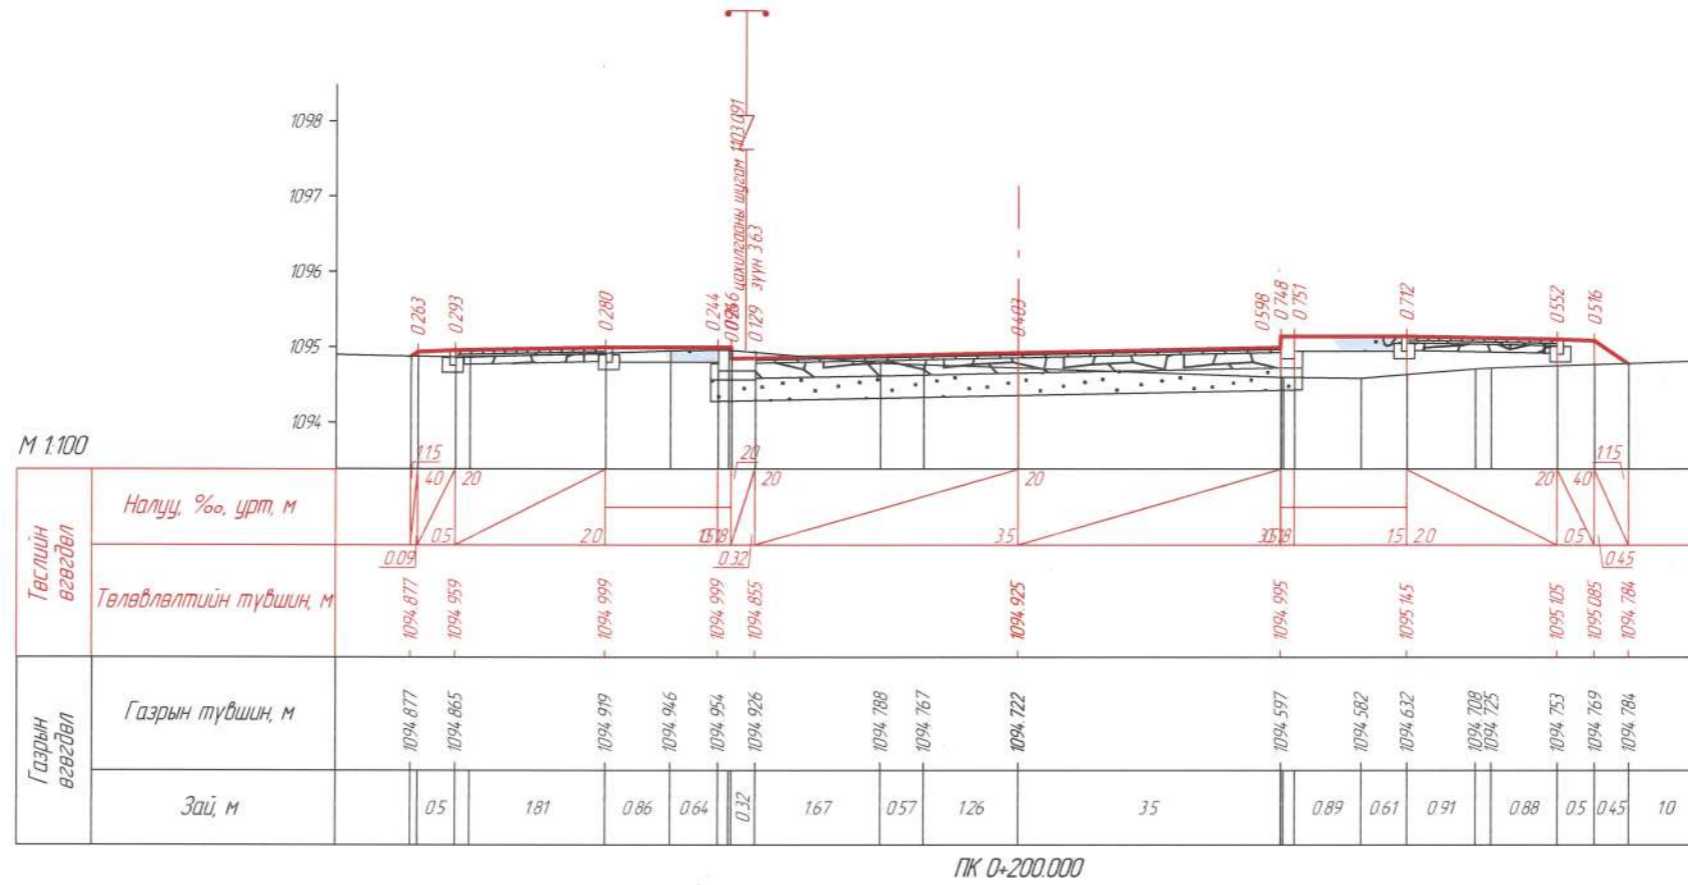 1098
1097
1096
1095
1094
М 1:100
цахилгааны шугам 1103.091
зүүн 3.63
0.263
0.293
0.280
0.244
0.129
0.403
0.598
0.748
0.751
0.712
0.552
0.516
1:1.5 40 20 20 20 20 20 40 1:1.5
Төслийн өгөгдөл
Налуу, ‰, урт, м
0.09 0.5 2.0 0.32 3.5 1.5 2.0 0.5 0.45
Төлөвлөлтийн түвшин, м
1094.877 1094.959 1094.999 1094.999 1094.855 1094.925 1094.995 1095.145 1095.105 1095.085 1094.784
Газрын өгөгдөл
Газрын түвшин, м
1094.877 1094.865 1094.919 1094.946 1094.954 1094.926 1094.788 1094.767 1094.722 1094.597 1094.582 1094.632 1094.708 1094.725 1094.753 1094.769 1094.784
Зай, м
0.5 1.81 0.86 0.64 0.32 1.67 0.57 1.26 3.5 0.89 0.61 0.91 0.88 0.5 0.45 1.0
ПК 0+200.000